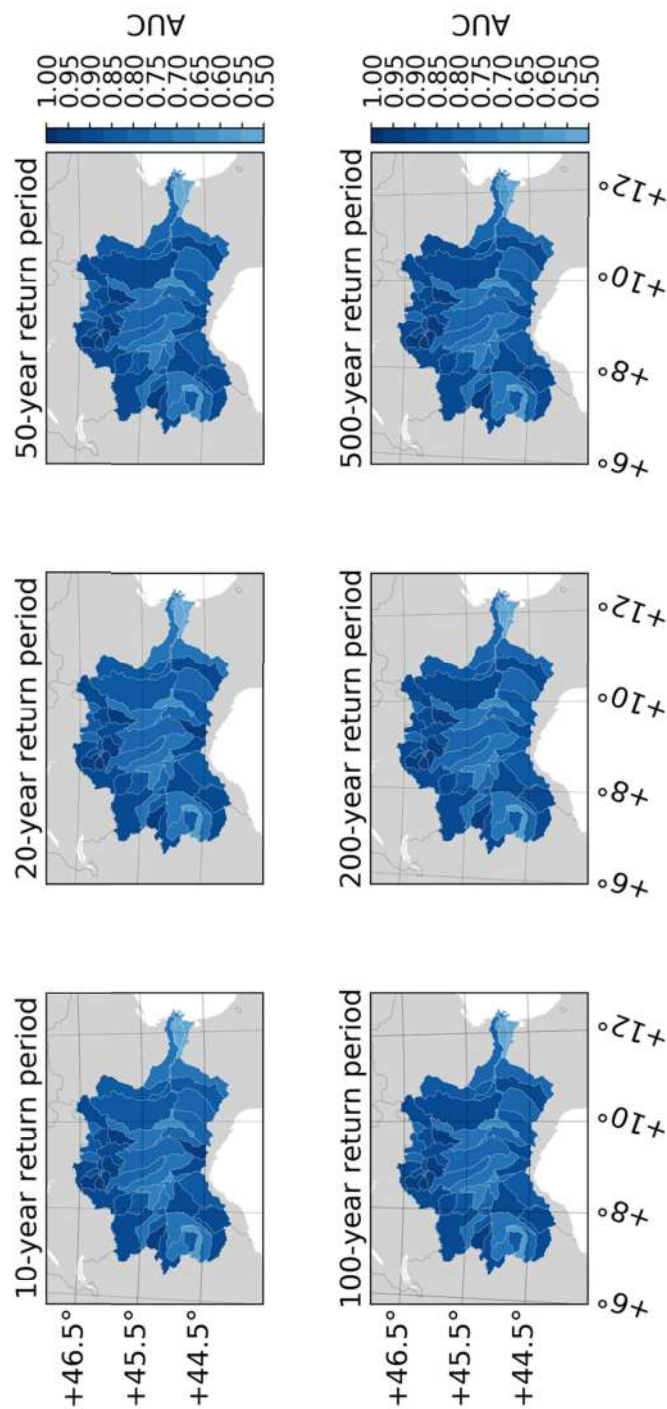 10-year return period
20-year return period
50-year return period
+46.5°
+45.5°
+44.5°
1.00
0.95
0.90
0.85
0.80
0.75
0.70
0.65
0.60
0.55
0.50
AUC
100-year return period
200-year return period
500-year return period
+46.5°
+45.5°
+44.5°
1.00
0.95
0.90
0.85
0.80
0.75
0.70
0.65
0.60
0.55
0.50
AUC
+6° +8° +10° +12°
+6° +8° +10° +12°
+6° +8° +10° +12°